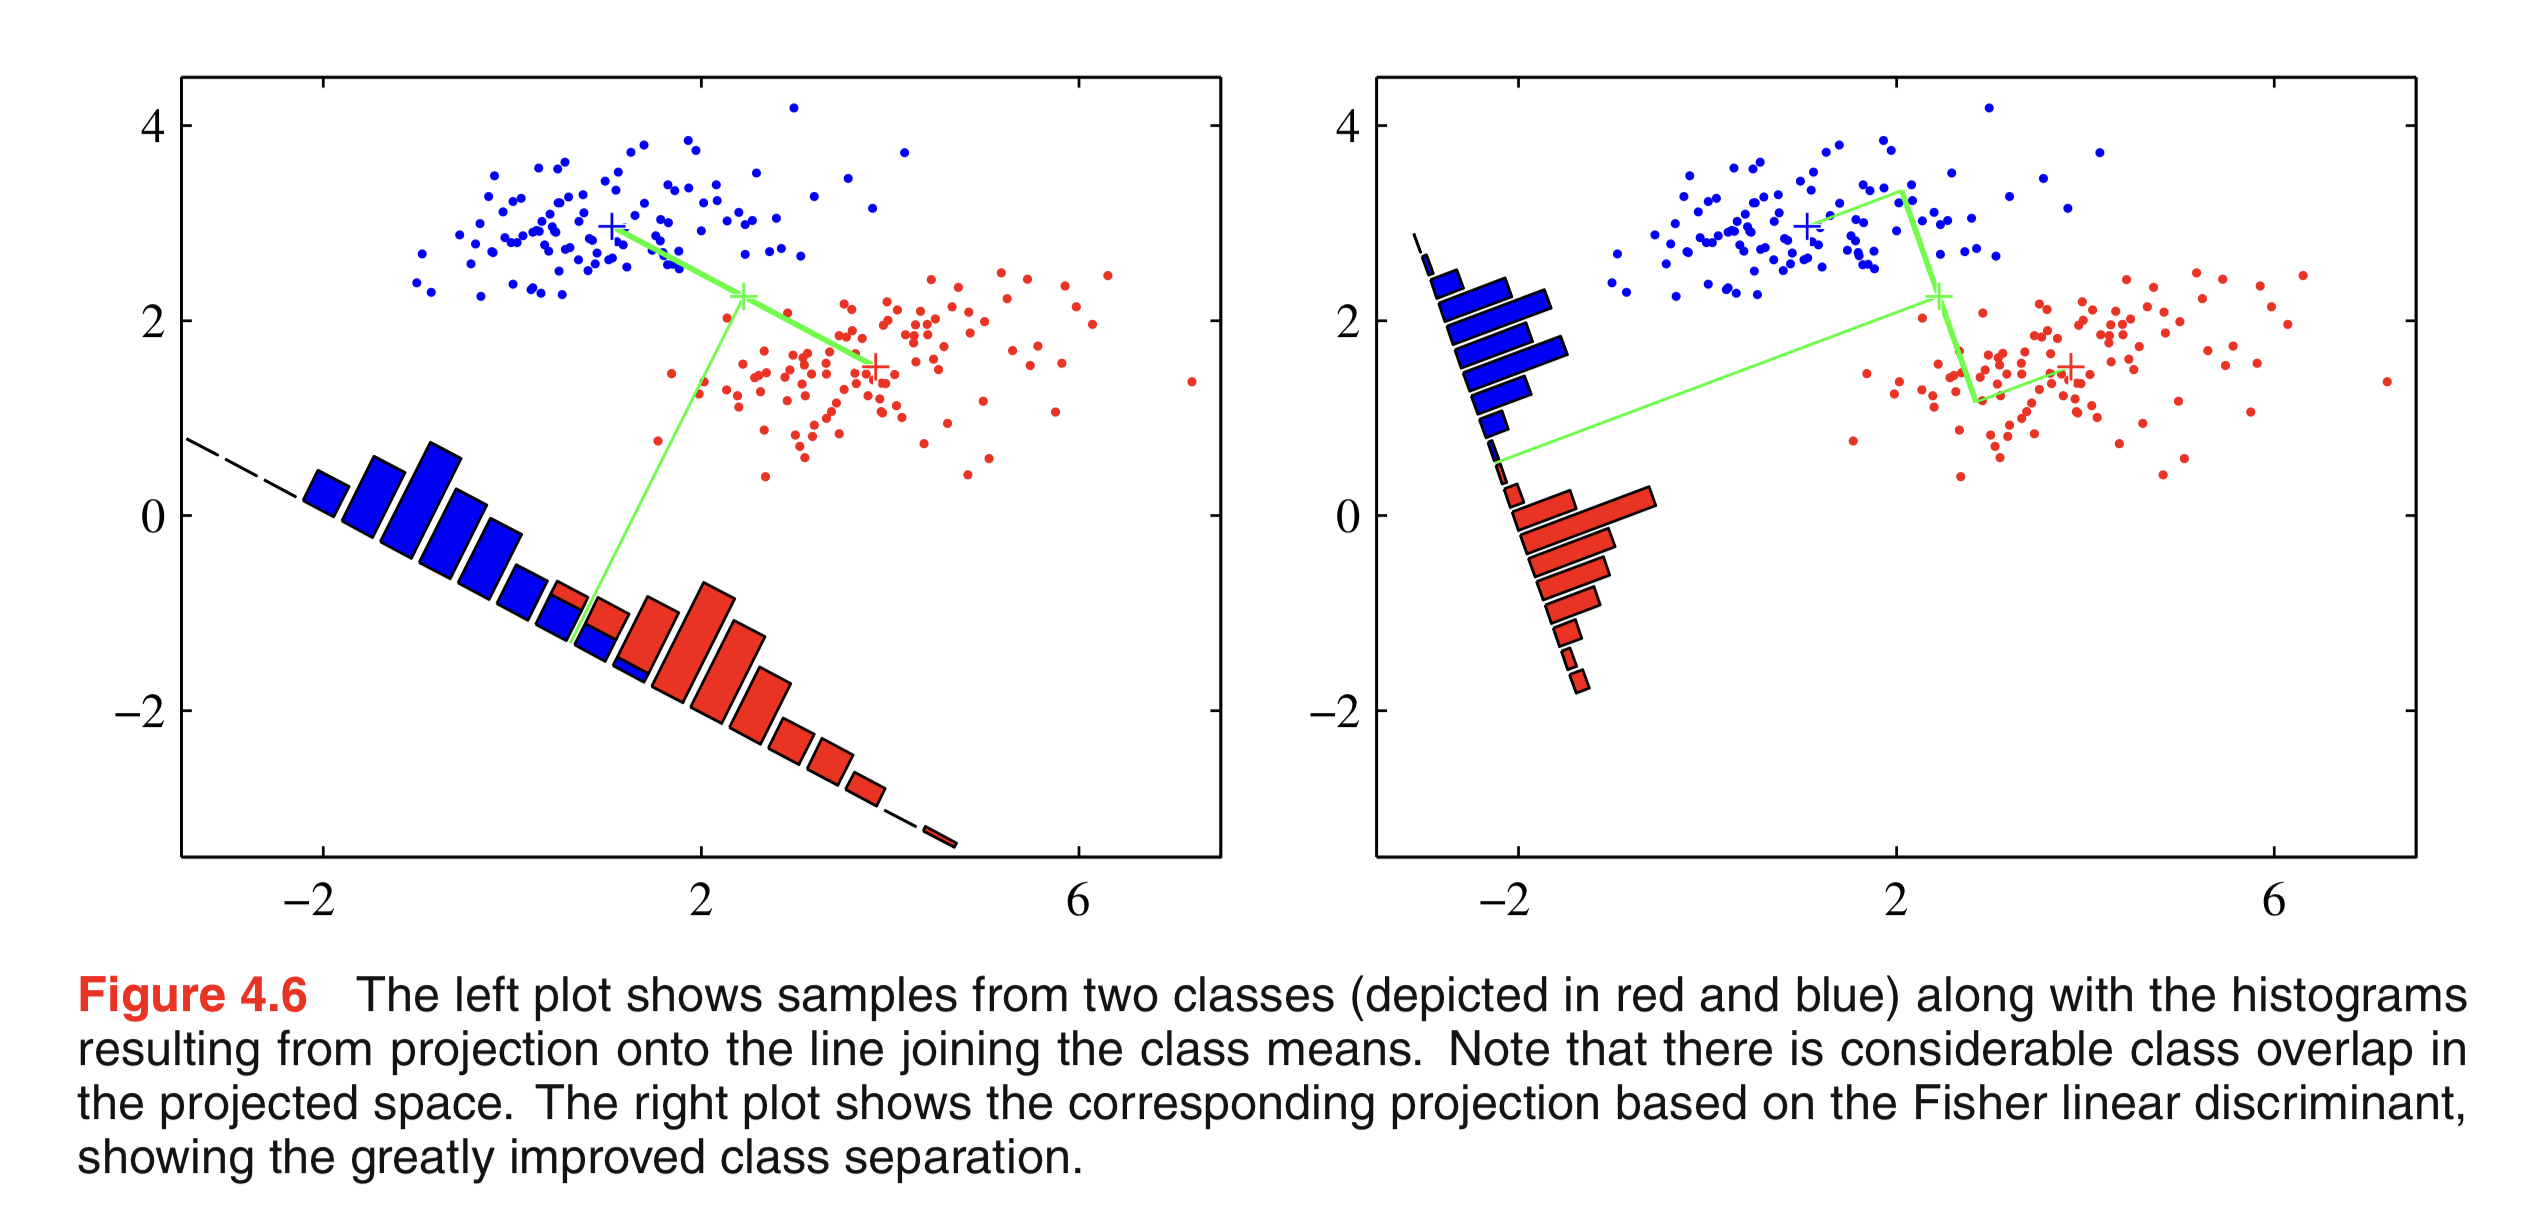 4
2
0
−2
−2 2 6
4
2
0
−2
−2 2 6
Figure 4.6 The left plot shows samples from two classes (depicted in red and blue) along with the histograms
resulting from projection onto the line joining the class means. Note that there is considerable class overlap in
the projected space. The right plot shows the corresponding projection based on the Fisher linear discriminant,
showing the greatly improved class separation.